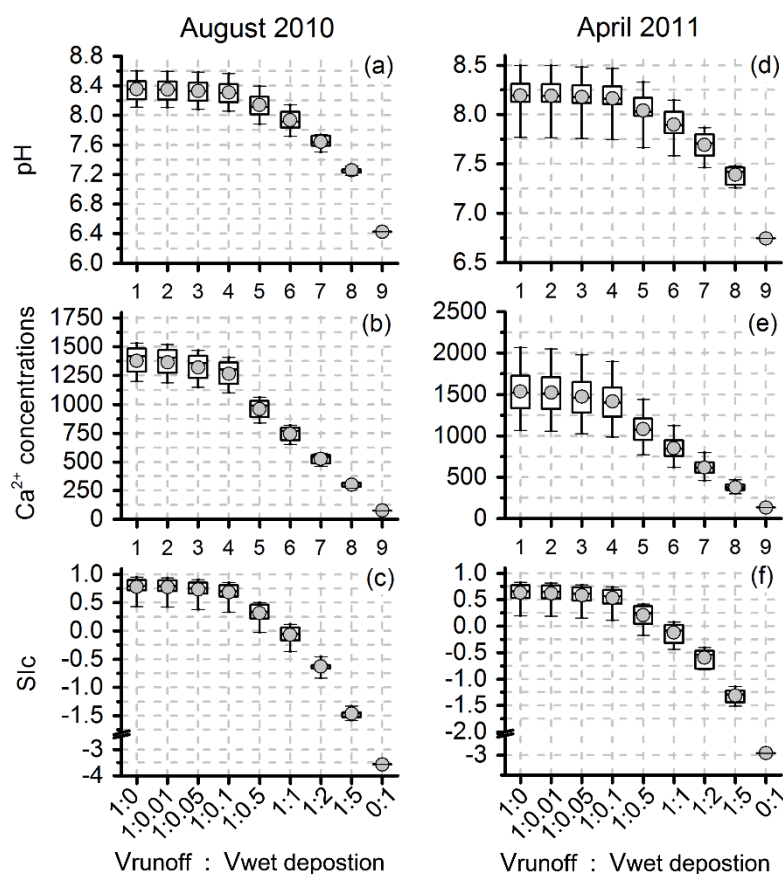 August 2010
April 2011
(a)
pH
8.8
8.4
8.0
7.6
7.2
6.8
6.4
6.0
1 2 3 4 5 6 7 8 9
(d)
8.5
8.0
7.5
7.0
6.5
1 2 3 4 5 6 7 8 9
(b)
Ca²⁺ concentrations
1750
1500
1250
1000
750
500
250
0
1 2 3 4 5 6 7 8 9
(e)
2500
2000
1500
1000
500
0
1 2 3 4 5 6 7 8 9
(c)
SIc
1.0
0.5
0.0
-0.5
-1.0
-1.5
-3
-4
1:0 1:0.01 1:0.05 1:0.1 1:0.5 1:1 1:2 1:5 0:1
Vrunoff : Vwet depostion
(f)
1.0
0.5
0.0
-0.5
-1.0
-1.5
-2.0
-3
1:0 1:0.01 1:0.05 1:0.1 1:0.5 1:1 1:2 1:5 0:1
Vrunoff : Vwet depostion